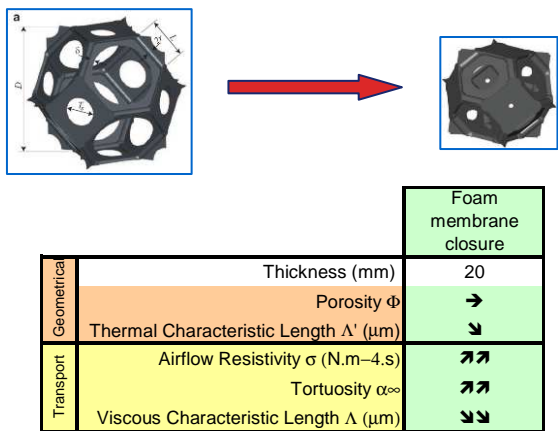 a
D
δ
L
Foam
membrane
closure
Geometrical
Thickness (mm) 20
Porosity Φ ➔
Thermal Characteristic Length Λ' (µm) ➘
Transport
Airflow Resistivity σ (N.m−4.s) ➚➚
Tortuosity α∞ ➚➚
Viscous Characteristic Length Λ (µm) ➘➘